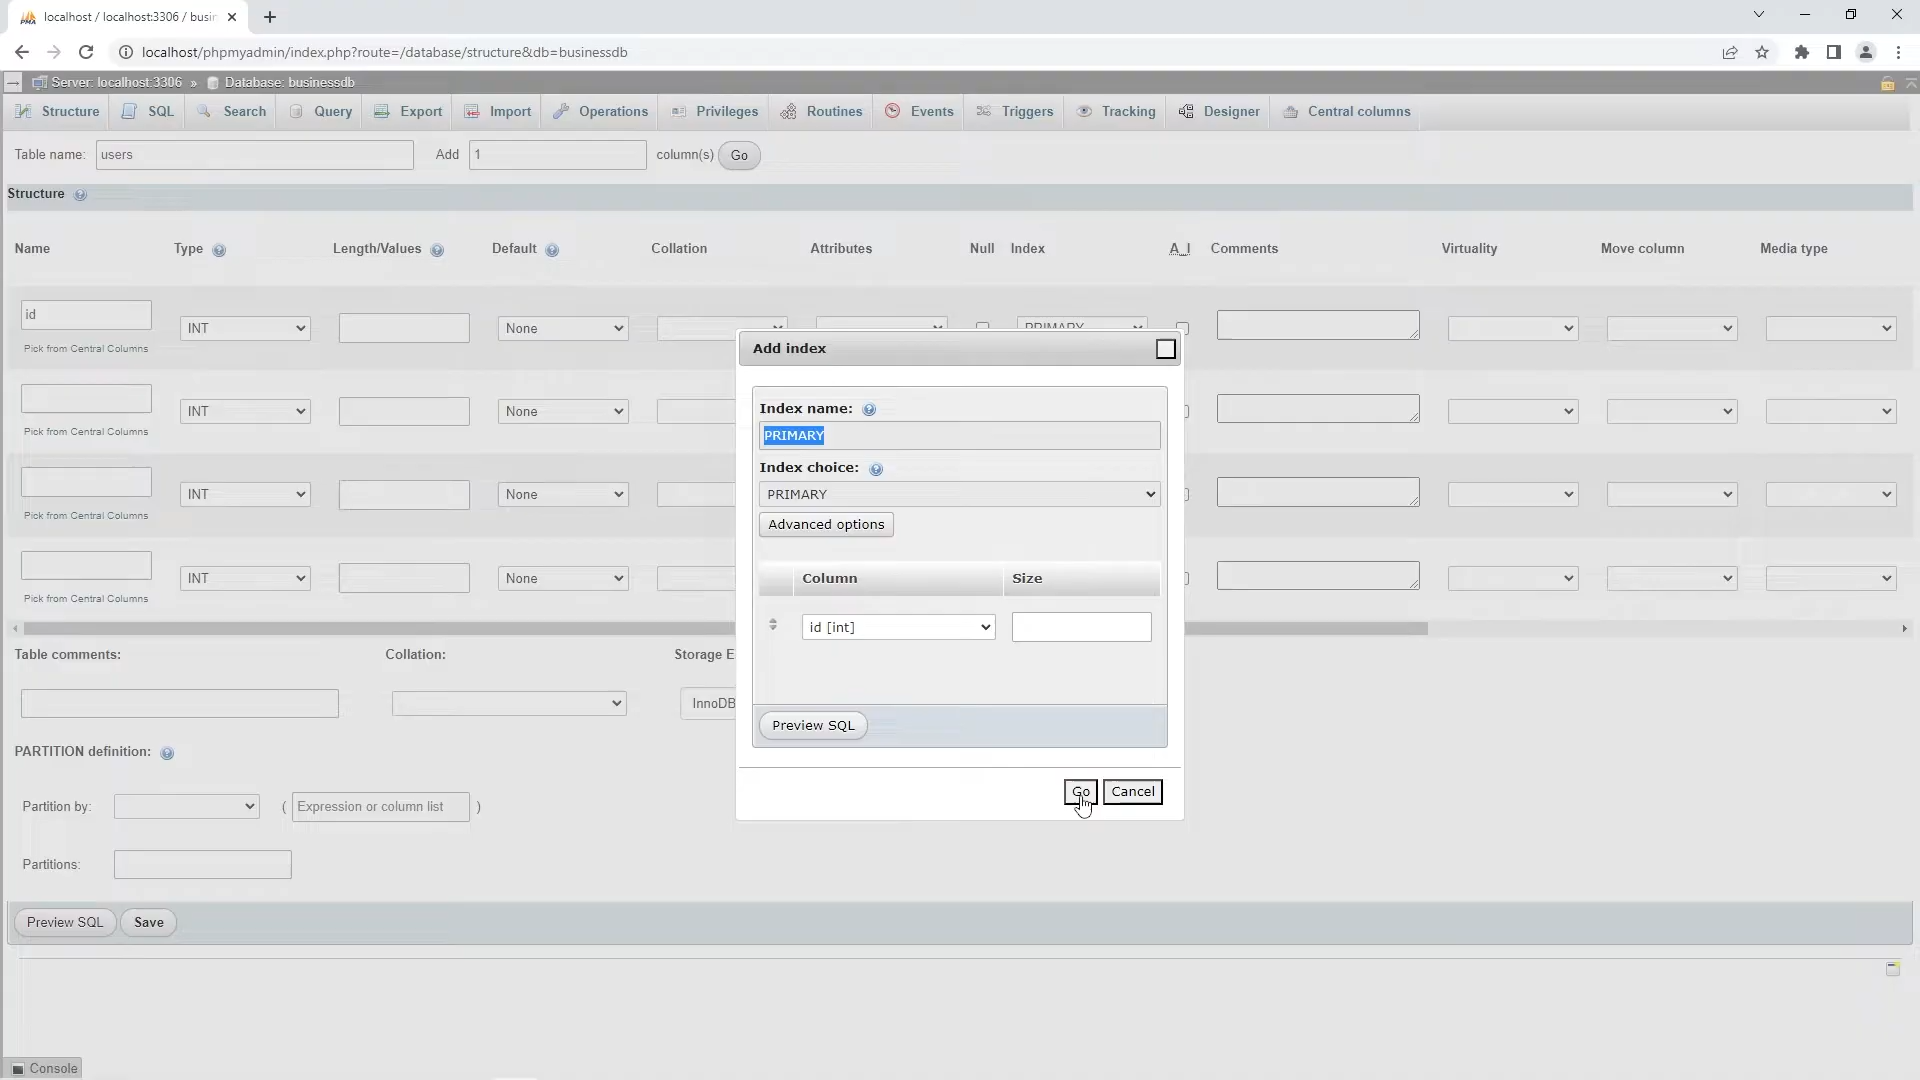 localhost / localhost:3306 / busin
localhost/phpmyadmin/index.php?route=/database/structure&db=businessdb
Server: localhost:3306 » Database: businessdb
Structure SQL Search Query Export Import Operations Privileges Routines Events Triggers Tracking Designer Central columns
Table name: users Add 1 column(s) Go
Structure
Name Type Length/Values Default Collation Attributes Null Index A_I Comments Virtuality Move column Media type
id INT None PRIMARY
Pick from Central Columns
INT None
Pick from Central Columns
INT None
Pick from Central Columns
INT None
Pick from Central Columns
Add index
Index name:
PRIMARY
Index choice:
PRIMARY
Advanced options
Column Size
id [int]
Preview SQL
Go Cancel
Table comments: Collation: Storage E
InnoDB
PARTITION definition:
Partition by: ( Expression or column list )
Partitions:
Preview SQL Save
Console